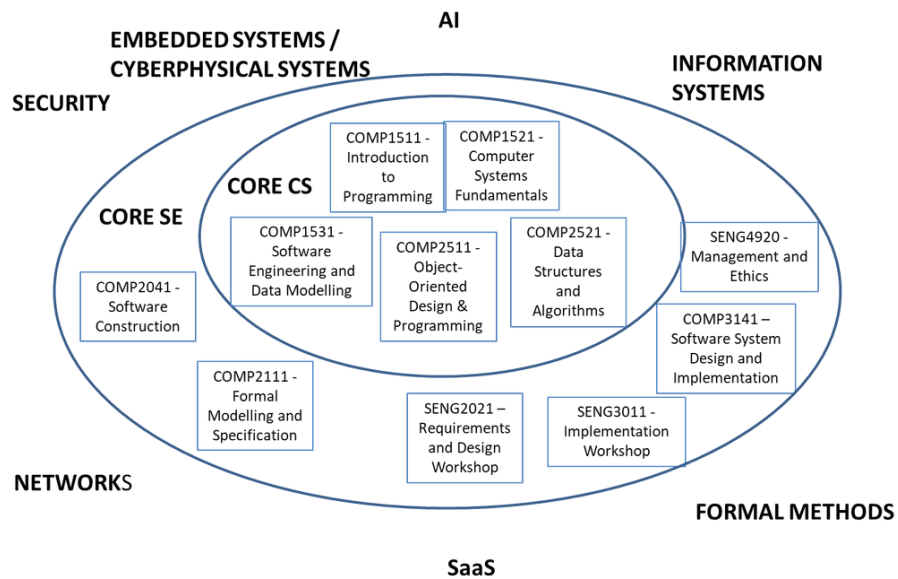 AI
EMBEDDED SYSTEMS /
CYBERPHYSICAL SYSTEMS
INFORMATION
SYSTEMS
SECURITY
COMP1511 -
Introduction
to
Programming
COMP1521 -
Computer
Systems
Fundamentals
CORE CS
CORE SE
COMP1531 -
Software
Engineering and
Data Modelling
COMP2511 -
Object-
Oriented
Design &
Programming
COMP2521 -
Data
Structures
and
Algorithms
SENG4920 -
Management and
Ethics
COMP2041 -
Software
Construction
COMP3141 –
Software System
Design and
Implementation
COMP2111 -
Formal
Modelling and
Specification
SENG2021 –
Requirements
and Design
Workshop
SENG3011 -
Implementation
Workshop
NETWORKS
FORMAL METHODS
SaaS